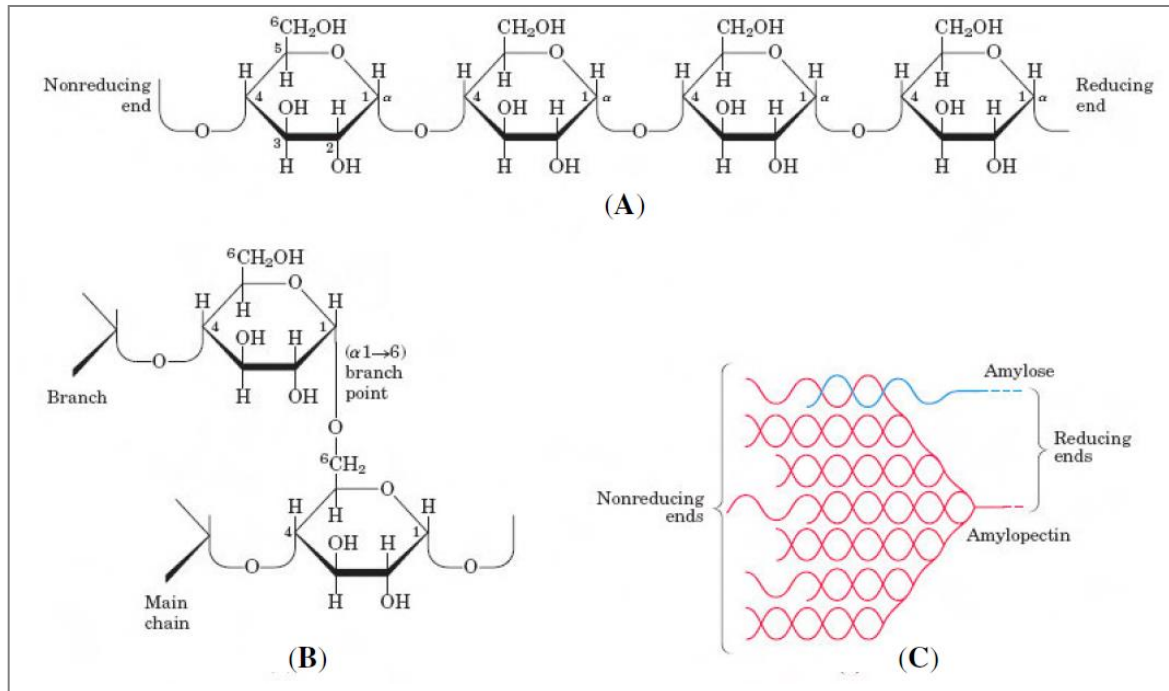 ⁶CH₂OH CH₂OH CH₂OH CH₂OH
5 O O O O
H H H H H H H H
Nonreducing end
H H H H
4 1 α 4 1 α 4 1 α 4 1 α
Reducing end
OH H OH H OH H OH H
O O O O
3 2
H OH H OH H OH H OH
(A)
⁶CH₂OH
O
H H
H
4 1
OH H
O
(α1→6)
branch
point
H OH
Branch
O
⁶CH₂
O
H H
H
4 1
OH H
O O
H OH
Main
chain
(B)
Amylose
Reducing
ends
Nonreducing
ends
Amylopectin
(C)